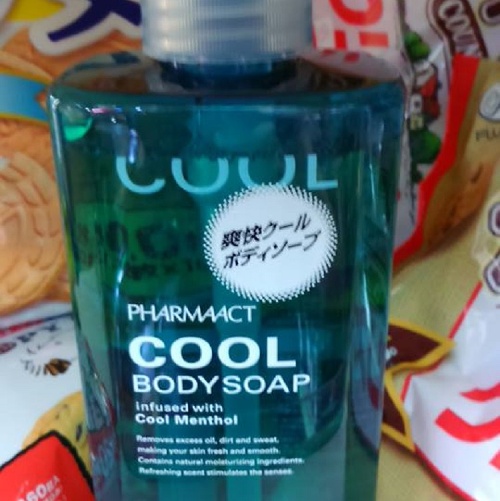 COOL
爽快クール
ボディソープ
PHARMAACT
COOL
BODYSOAP
Infused with
Cool Menthol
Removes excess oil, dirt and sweat,
making your skin fresh and smooth.
Contains natural moisturizing ingredients.
Refreshing scent stimulates the senses.